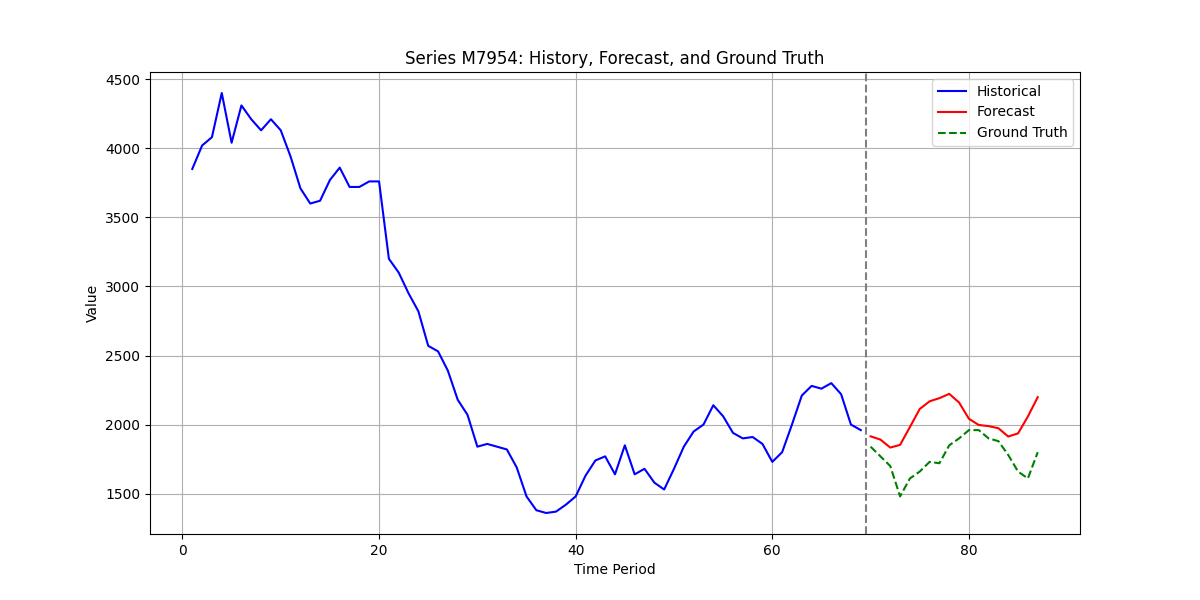 Series M7954: History, Forecast, and Ground Truth
Value
4500
4000
3500
3000
2500
2000
1500
0
20
40
60
80
Time Period
Historical
Forecast
Ground Truth